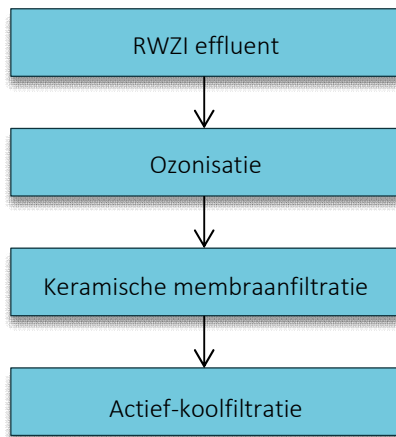 RWZI effluent
Ozonisatie
Keramische membraanfiltratie
Actief-koolfiltratie